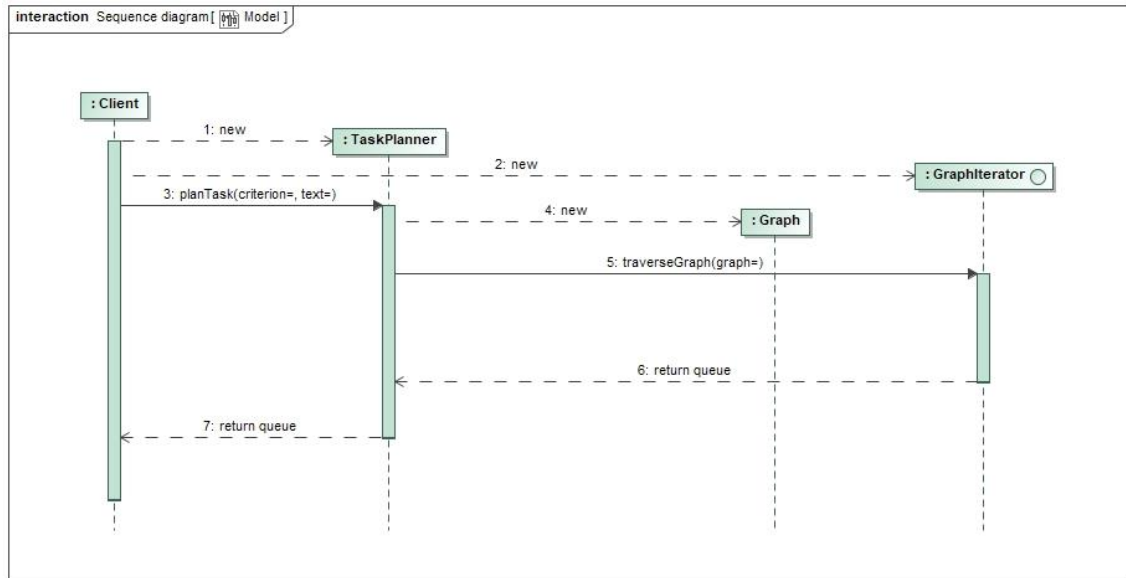 interaction Sequence diagram[ Model ]
: Client
1: new
: TaskPlanner
2: new
: GraphIterator
3: planTask(criterion=, text=)
4: new
: Graph
5: traverseGraph(graph=)
6: return queue
7: return queue